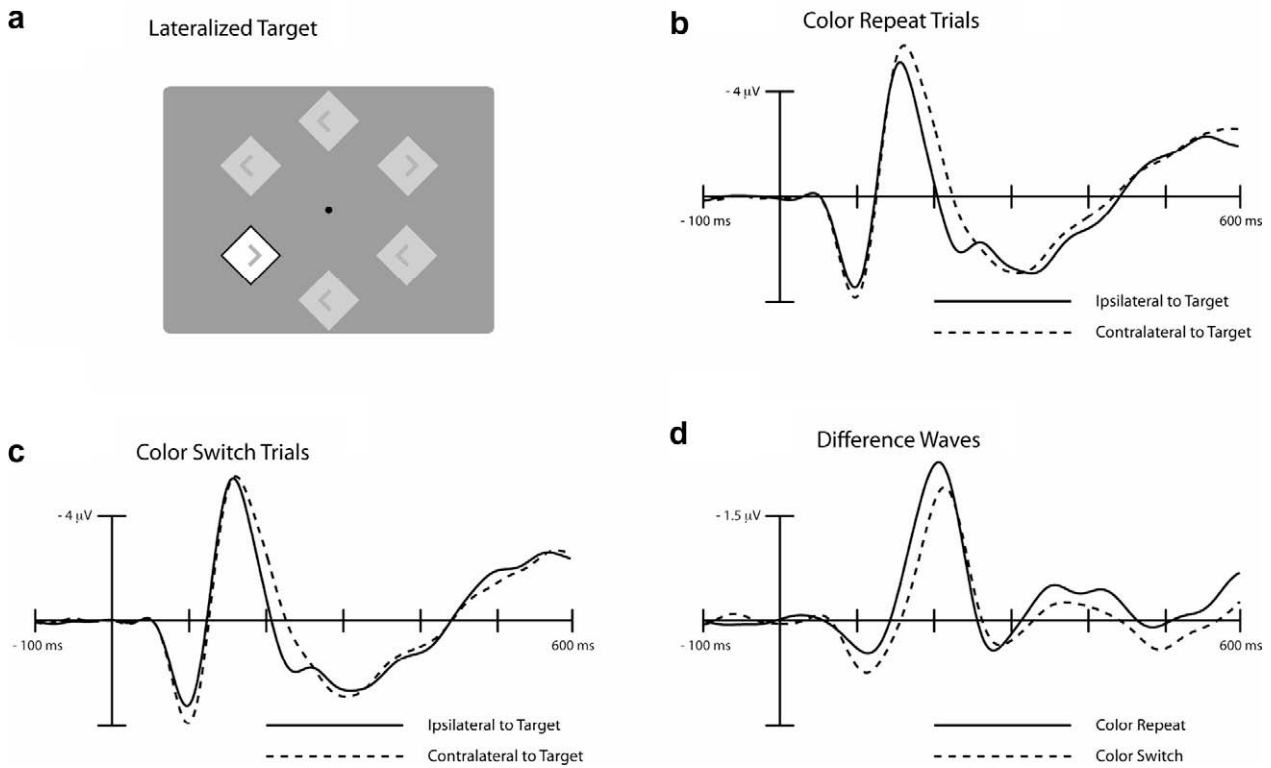 a
Lateralized Target
b
Color Repeat Trials
- 4 µV
- 100 ms
600 ms
Ipsilateral to Target
Contralateral to Target
c
Color Switch Trials
- 4 µV
- 100 ms
600 ms
Ipsilateral to Target
Contralateral to Target
d
Difference Waves
- 1.5 µV
- 100 ms
600 ms
Color Repeat
Color Switch